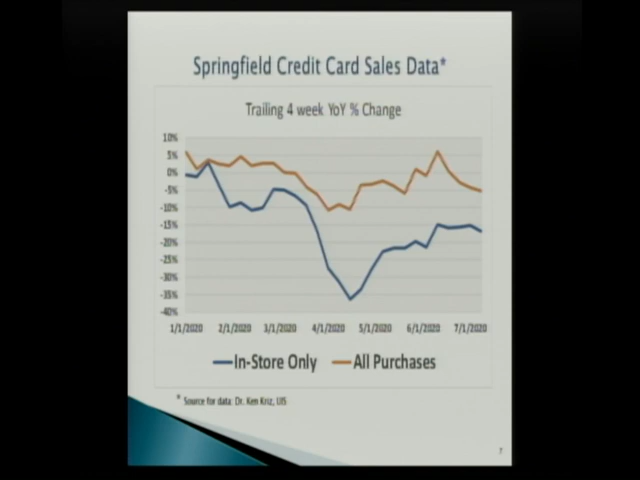 Springfield Credit Card Sales Data*
Trailing 4 week YoY % Change
10%
5%
0%
-5%
-10%
-15%
-20%
-25%
-30%
-35%
-40%
1/1/2020 2/1/2020 3/1/2020 4/1/2020 5/1/2020 6/1/2020 7/1/2020
In-Store Only All Purchases
* Source for data: Dr. Ken Kriz, UIS
7